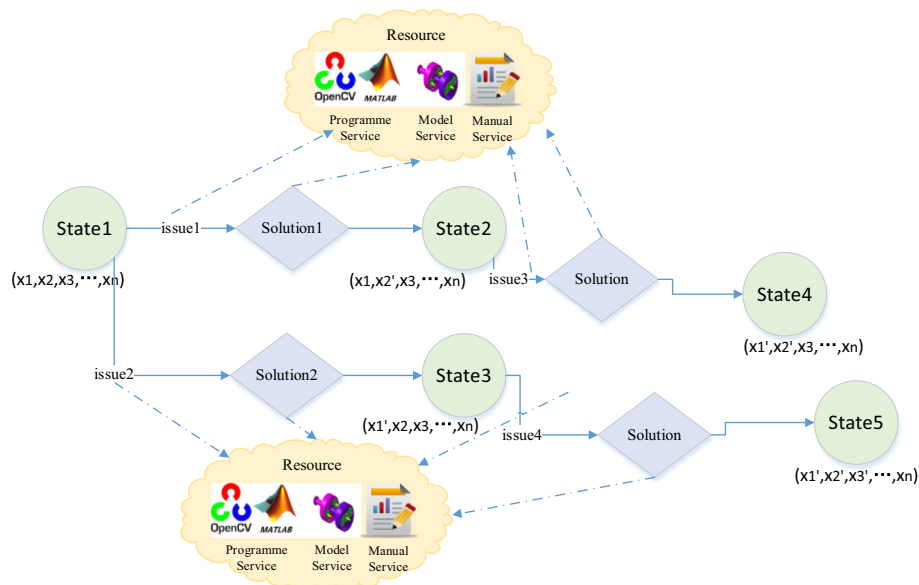 Resource
OpenCV
MATLAB
Programme
Service
Model
Service
Manual
Service
State1
issue1
Solution1
State2
(x1,x2,x3,···,xn)
(x1,x2',x3,···,xn)
issue3
Solution
State4
(x1',x2',x3,···,xn)
issue2
Solution2
State3
(x1',x2,x3,···,xn)
issue4
Solution
State5
(x1',x2',x3',···,xn)
Resource
OpenCV
MATLAB
Programme
Service
Model
Service
Manual
Service